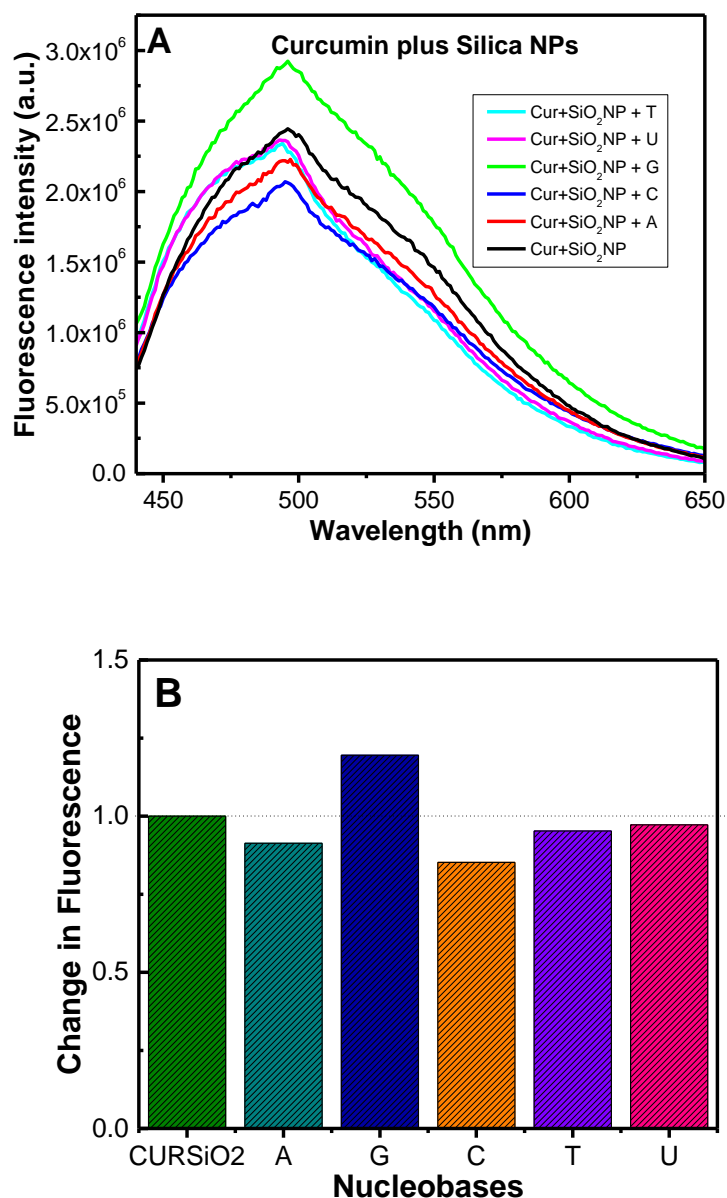 A
Curcumin plus Silica NPs
Fluorescence intensity (a.u.)
3.0x10⁶
2.5x10⁶
2.0x10⁶
1.5x10⁶
1.0x10⁶
5.0x10⁵
0.0
Cur+SiO₂NP + T
Cur+SiO₂NP + U
Cur+SiO₂NP + G
Cur+SiO₂NP + C
Cur+SiO₂NP + A
Cur+SiO₂NP
450 500 550 600 650
Wavelength (nm)
B
Change in Fluorescence
1.5
1.0
0.5
0.0
CURSiO2 A G C T U
Nucleobases